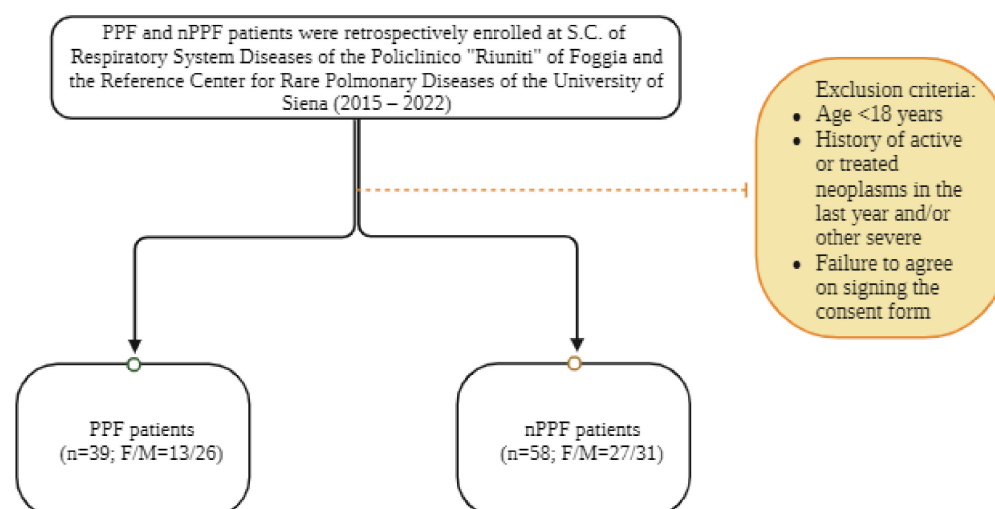 PPF and nPPF patients were retrospectively enrolled at S.C. of
Respiratory System Diseases of the Policlinico "Riuniti" of Foggia and
the Reference Center for Rare Polmonary Diseases of the University of
Siena (2015 – 2022)
Exclusion criteria:
• Age <18 years
• History of active
or treated
neoplasms in the
last year and/or
other severe
• Failure to agree
on signing the
consent form
PPF patients
(n=39; F/M=13/26)
nPPF patients
(n=58; F/M=27/31)